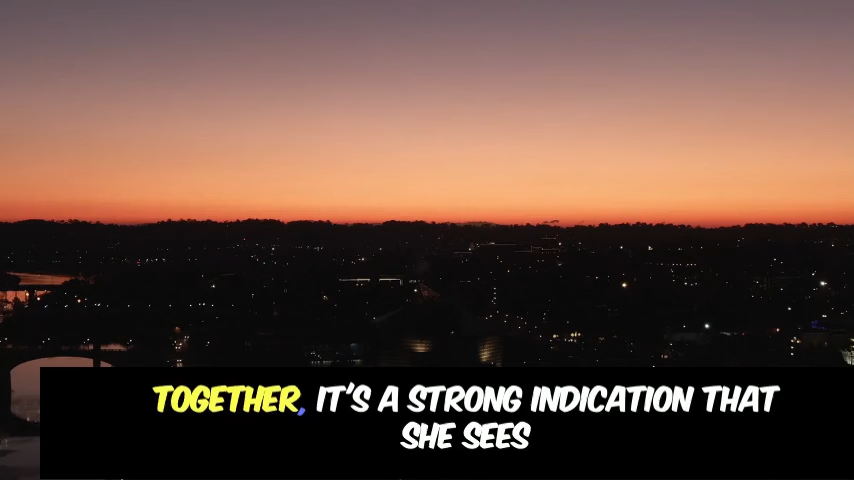 TOGETHER, IT'S A STRONG INDICATION THAT
SHE SEES